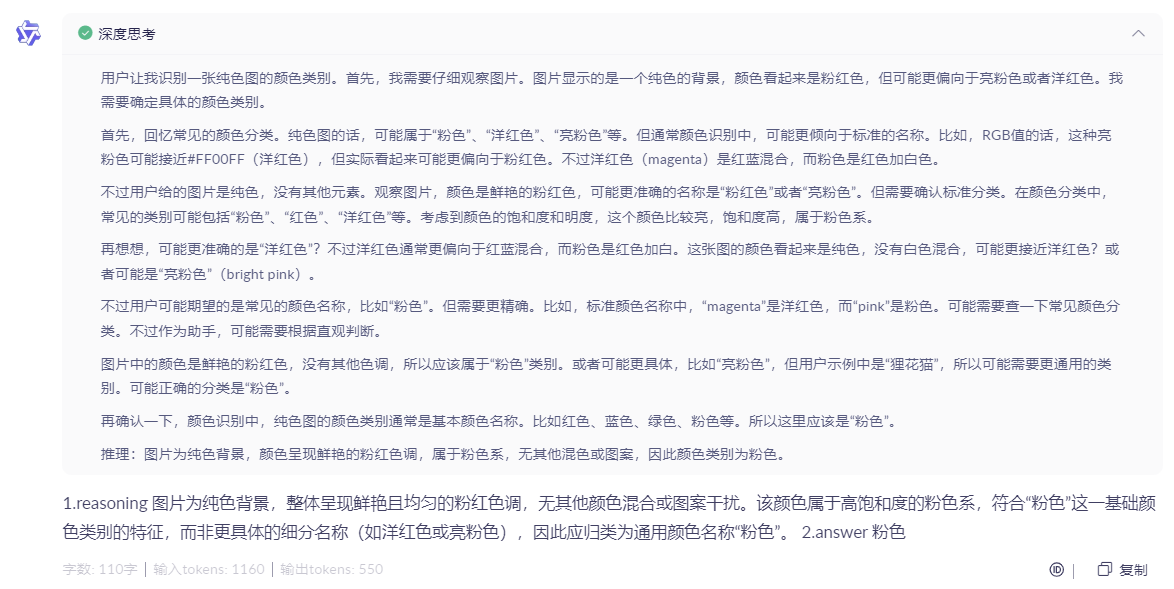 深度思考
用户让我识别一张纯色图的颜色类别。首先，我需要仔细观察图片。图片显示的是一个纯色的背景，颜色看起来是粉红色，但可能更偏向于亮粉色或者洋红色。我
需要确定具体的颜色类别。
首先，回忆常见的颜色分类。纯色图的话，可能属于“粉色”、“洋红色”、“亮粉色”等。但通常颜色识别中，可能更倾向于标准的名称。比如，RGB值的话，这种亮
粉色可能接近#FF00FF（洋红色），但实际看起来可能更偏向于粉红色。不过洋红色（magenta）是红蓝混合，而粉色是红色加白色。
不过用户给的图片是纯色，没有其他元素。观察图片，颜色是鲜艳的粉红色，可能更准确的名称是“粉红色”或者“亮粉色”。但需要确认标准分类。在颜色分类中，
常见的类别可能包括“粉色”、“红色”、“洋红色”等。考虑到颜色的饱和度和明度，这个颜色比较亮，饱和度高，属于粉色系。
再想想，可能更准确的是“洋红色”？不过洋红色通常更偏向于红蓝混合，而粉色是红色加白。这张图的颜色看起来是纯色，没有白色混合，可能更接近洋红色？或
者可能是“亮粉色”（bright pink）。
不过用户可能期望的是常见的颜色名称，比如“粉色”。但需要更精确。比如，标准颜色名称中，“magenta”是洋红色，而“pink”是粉色。可能需要查一下常见颜色分
类。不过作为助手，可能需要根据直观判断。
图片中的颜色是鲜艳的粉红色，没有其他色调，所以应该属于“粉色”类别。或者可能更具体，比如“亮粉色”，但用户示例中是“狸花猫”，所以可能需要更通用的类
别。可能正确的分类是“粉色”。
再确认一下，颜色识别中，纯色图的颜色类别通常是基本颜色名称。比如红色、蓝色、绿色、粉色等。所以这里应该是“粉色”。
推理：图片为纯色背景，颜色呈现鲜艳的粉红色调，属于粉色系，无其他混色或图案，因此颜色类别为粉色。
1.reasoning 图片为纯色背景，整体呈现鲜艳且均匀的粉红色调，无其他颜色混合或图案干扰。该颜色属于高饱和度的粉色系，符合“粉色”这一基础颜
色类别的特征，而非更具体的细分名称（如洋红色或亮粉色），因此应归类为通用颜色名称“粉色”。 2.answer 粉色
字数: 110字 | 输入tokens: 1160 | 输出tokens: 550 ID | 复制